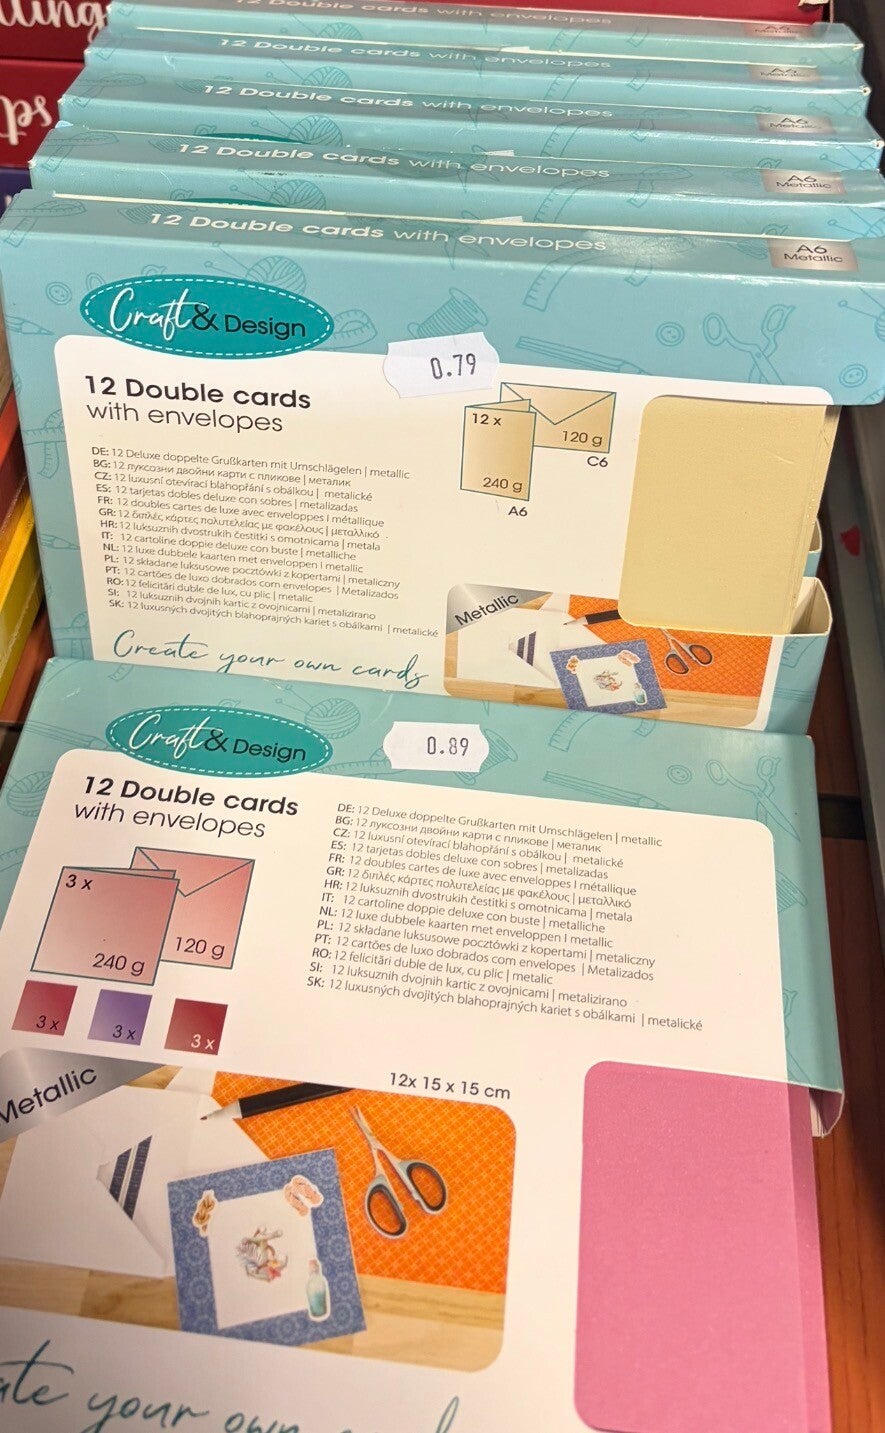 12 Double cards with envelopes
12 Double cards with envelopes
A6
Metallic
12 Double cards with envelopes
A6
Metallic
12 Double cards with envelopes
A6
Metallic
12 Double cards with envelopes
A6
Metallic
Craft & Design
0.79
12 Double cards
with envelopes
DE: 12 Deluxe doppelte Grußkarten mit Umschlägelen | metallic
BG: 12 луксозни двойни карти с пликове | металик
CZ: 12 luxusní otevírací blahopřání s obálkou | metalické
ES: 12 tarjetas dobles deluxe con sobres | metalizadas
FR: 12 doubles cartes de luxe avec enveloppes l métallique
GR: 12 διπλές κάρτες πολυτελείας με φακέλους | μεταλλικό
HR: 12 luksuznih dvostrukih čestitki s omotnicama | metala
IT: 12 cartoline doppie deluxe con buste | metalliche
NL: 12 luxe dubbele kaarten met enveloppen l metallic
PL: 12 składane luksusowe pocztówki z kopertami | metaliczny
PT: 12 cartões de luxo dobrados com envelopes | Metalizados
RO: 12 felicitări duble de lux, cu plic | metalic
SI: 12 luksuznih dvojnih kartic z ovojnicami | metalizirano
SK: 12 luxusných dvojitých blahoprajných kariet s obálkami | metalické
12 x
120 g
C6
240 g
A6
Metallic
Create your own cards
Craft & Design
0.89
12 Double cards
with envelopes
3 x
120 g
240 g
3 x
3 x
3 x
DE: 12 Deluxe doppelte Grußkarten mit Umschlägelen | metallic
BG: 12 луксозни двойни карти с пликове | металик
CZ: 12 luxusní otevírací blahopřání s obálkou | metalické
ES: 12 tarjetas dobles deluxe con sobres | metalizadas
FR: 12 doubles cartes de luxe avec enveloppes l métallique
GR: 12 διπλές κάρτες πολυτελείας με φακέλους | μεταλλικό
HR: 12 luksuznih dvostrukih čestitki s omotnicama | metala
IT: 12 cartoline doppie deluxe con buste | metalliche
NL: 12 luxe dubbele kaarten met enveloppen l metallic
PL: 12 składane luksusowe pocztówki z kopertami | metaliczny
PT: 12 cartões de luxo dobrados com envelopes | Metalizados
RO: 12 felicitări duble de lux, cu plic | metalic
SI: 12 luksuznih dvojnih kartic z ovojnicami | metalizirano
SK: 12 luxusných dvojitých blahoprajných kariet s obálkami | metalické
Metallic
12x 15 x 15 cm
your own